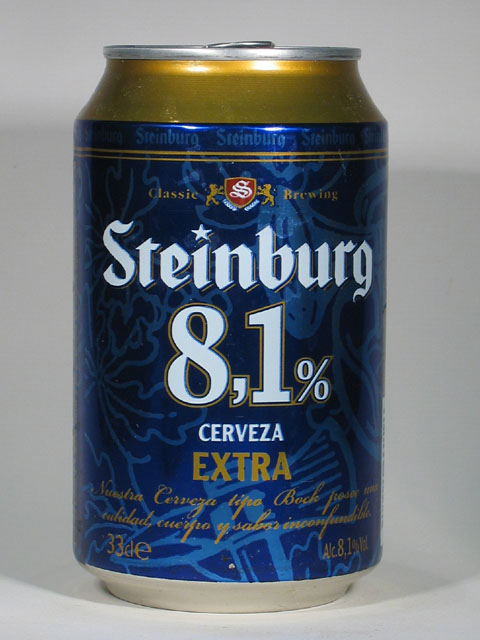 Steinburg Steinburg Steinburg
Classic S Brewing
Steinburg
8,1%
CERVEZA
EXTRA
Nuestra Cerveza tipo Bock posee una
calidad, cuerpo y sabor inconfundible.
33cl e
Alc. 8,1% Vol.